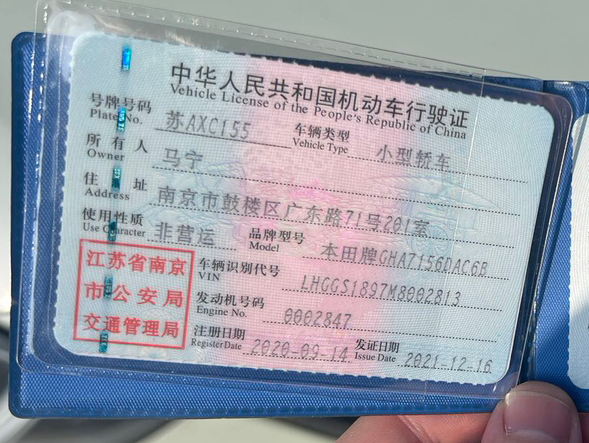 中华人民共和国机动车行驶证
Vehicle License of the People's Republic of China
号牌号码 Plate No. 苏AXC155 车辆类型 Vehicle Type 小型轿车
所有人 Owner 马宁
住址 Address 南京市鼓楼区广东路71号201室
使用性质 Use Character 非营运 品牌型号 Model 本田牌GHA7156DAC6B
江苏省南京市公安局交通管理局
车辆识别代号 VIN LHGGS1897M8002813
发动机号码 Engine No. 0002847
注册日期 Register Date 2020-09-14 发证日期 Issue Date 2021-12-16